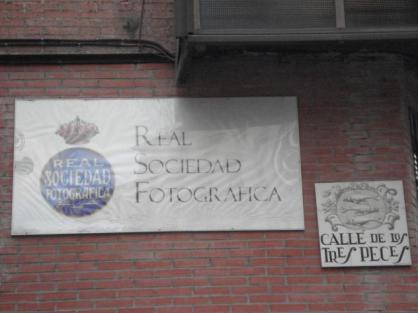 REAL
SOCIEDAD
FOTOGRAFICA
REAL
SOCIEDAD
FOTOGRAFICA
CALLE DE LOS
TRES PECES